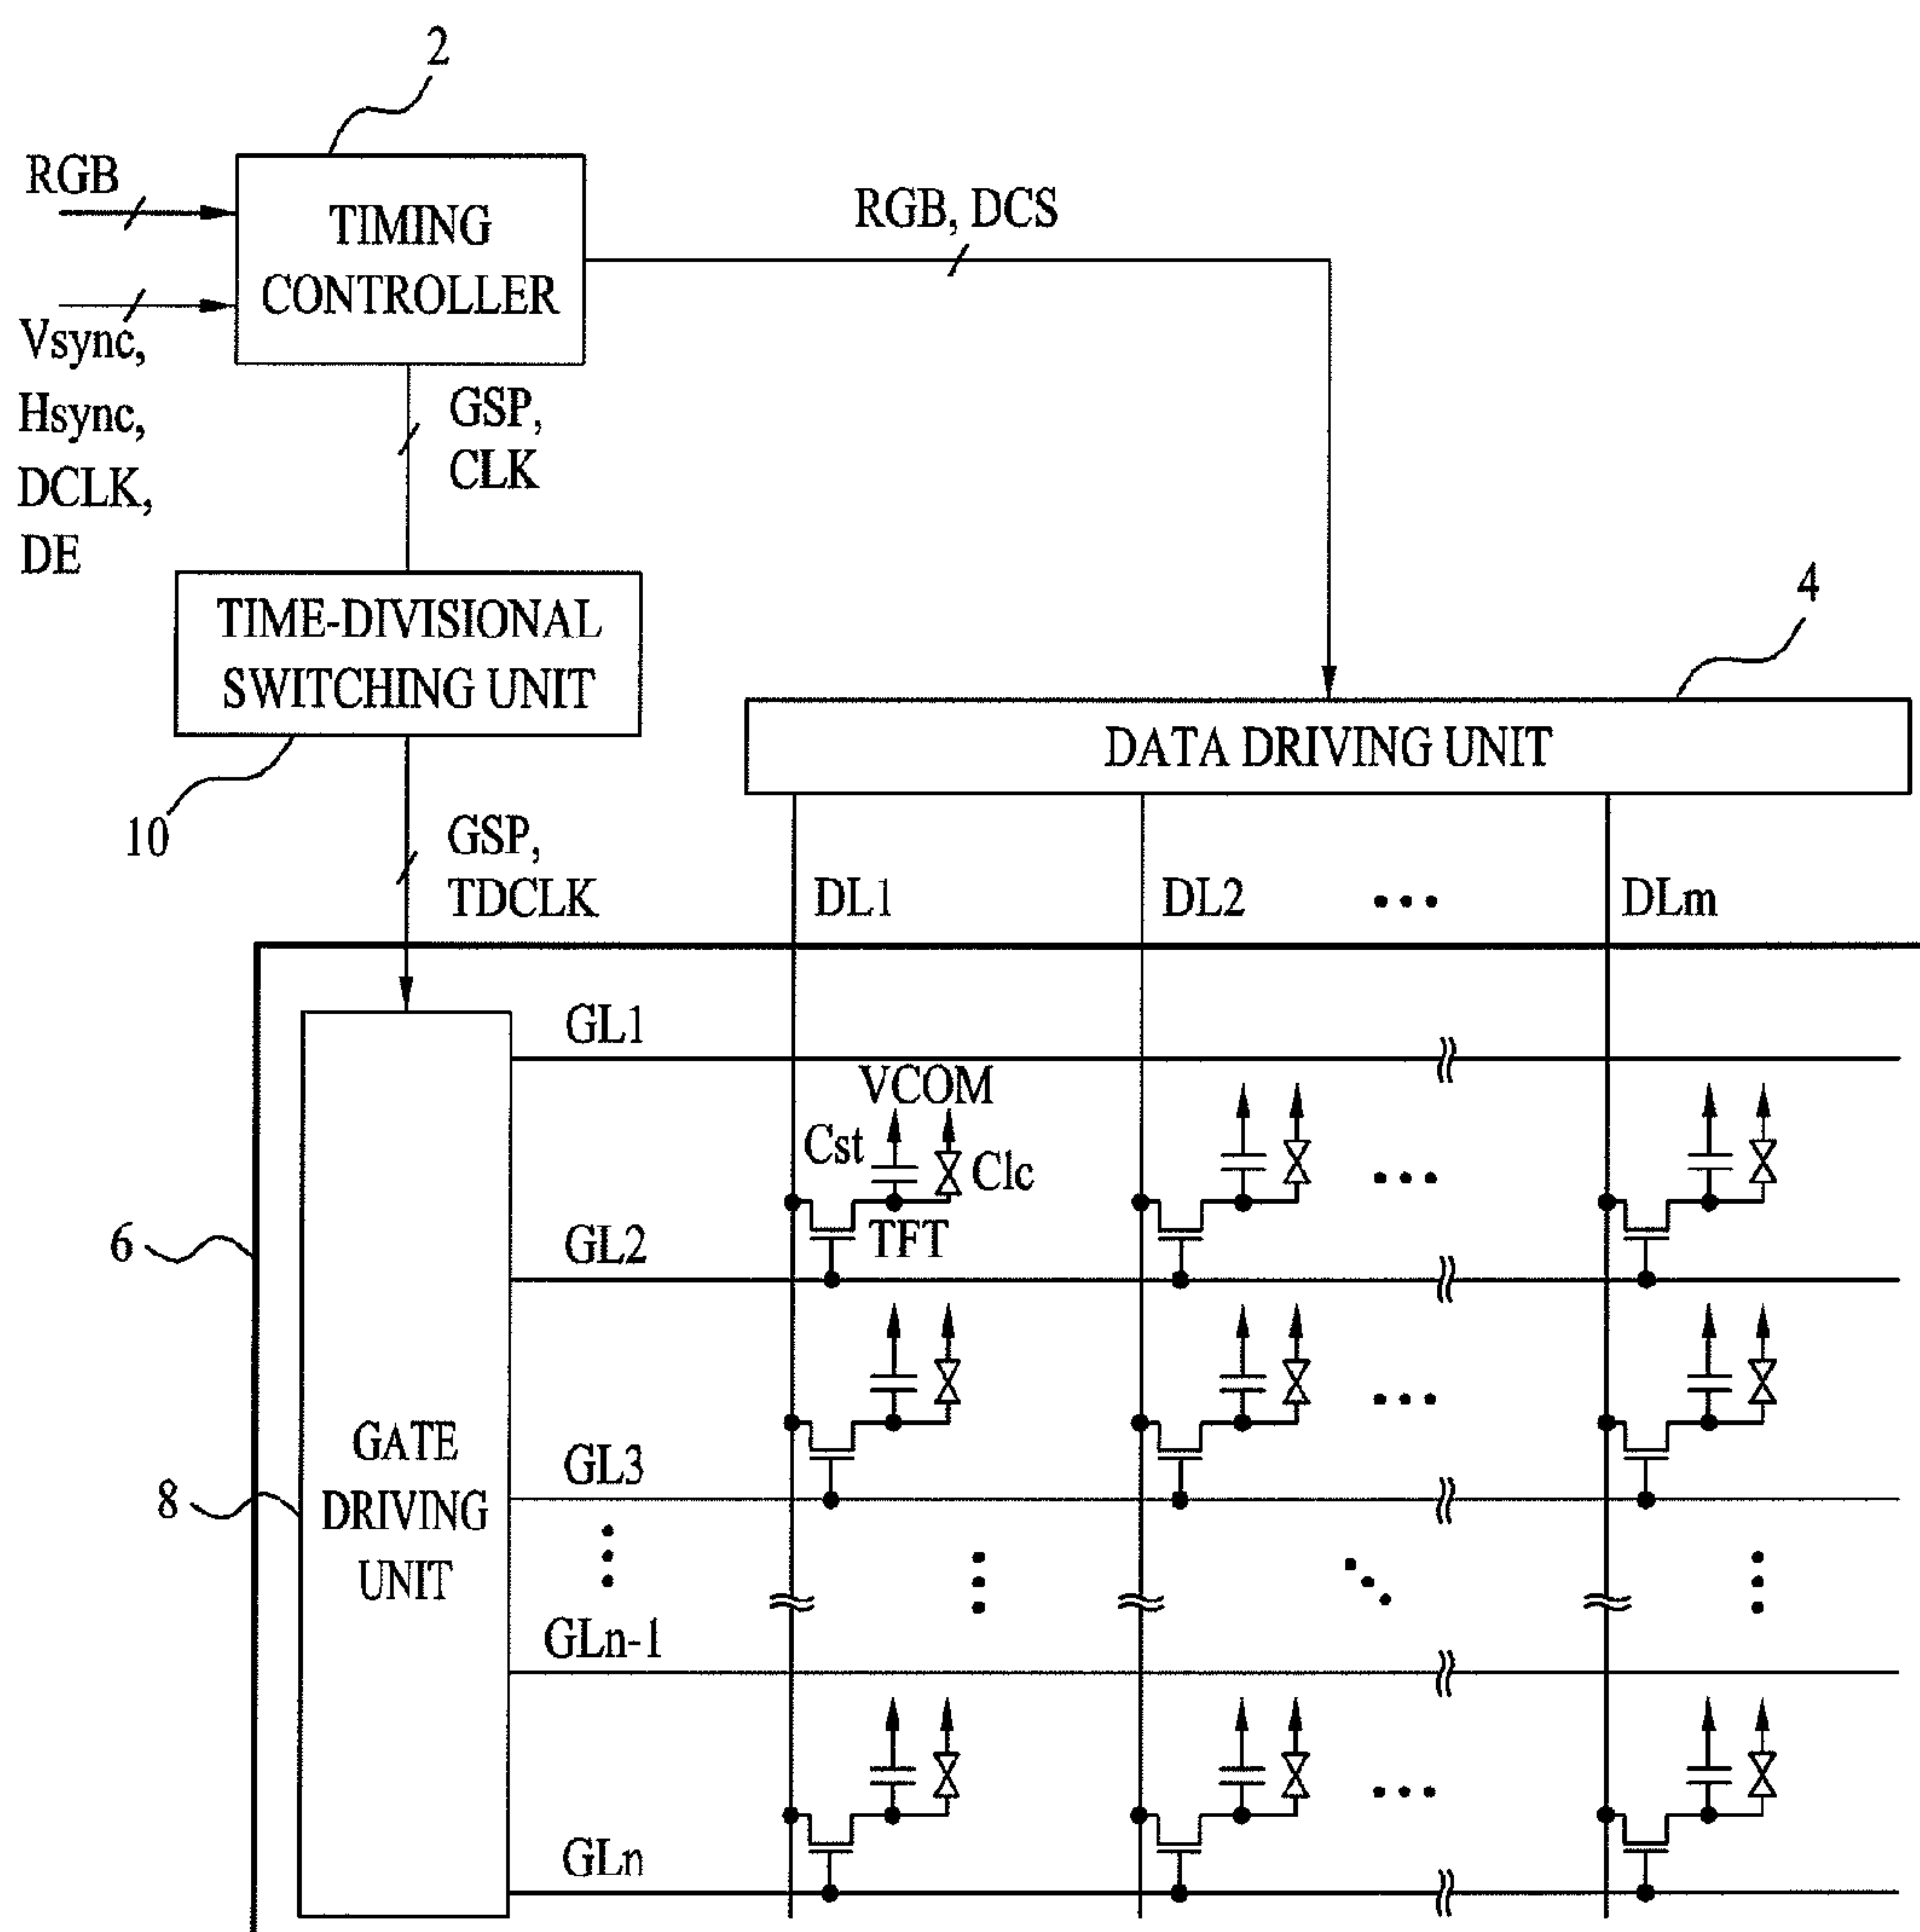 2
RGB
TIMING
CONTROLLER
RGB, DCS
Vsync,
Hsync,
DCLK,
DE
GSP,
CLK
TIME-DIVISIONAL
SWITCHING UNIT
4
DATA DRIVING UNIT
10
GSP,
TDCLK
DL1
DL2
...
DLm
GL1
VCOM
Cst
Clc
...
TFT
6
GL2
...
GL3
8
GATE
DRIVING
UNIT
GLn-1
...
GLn